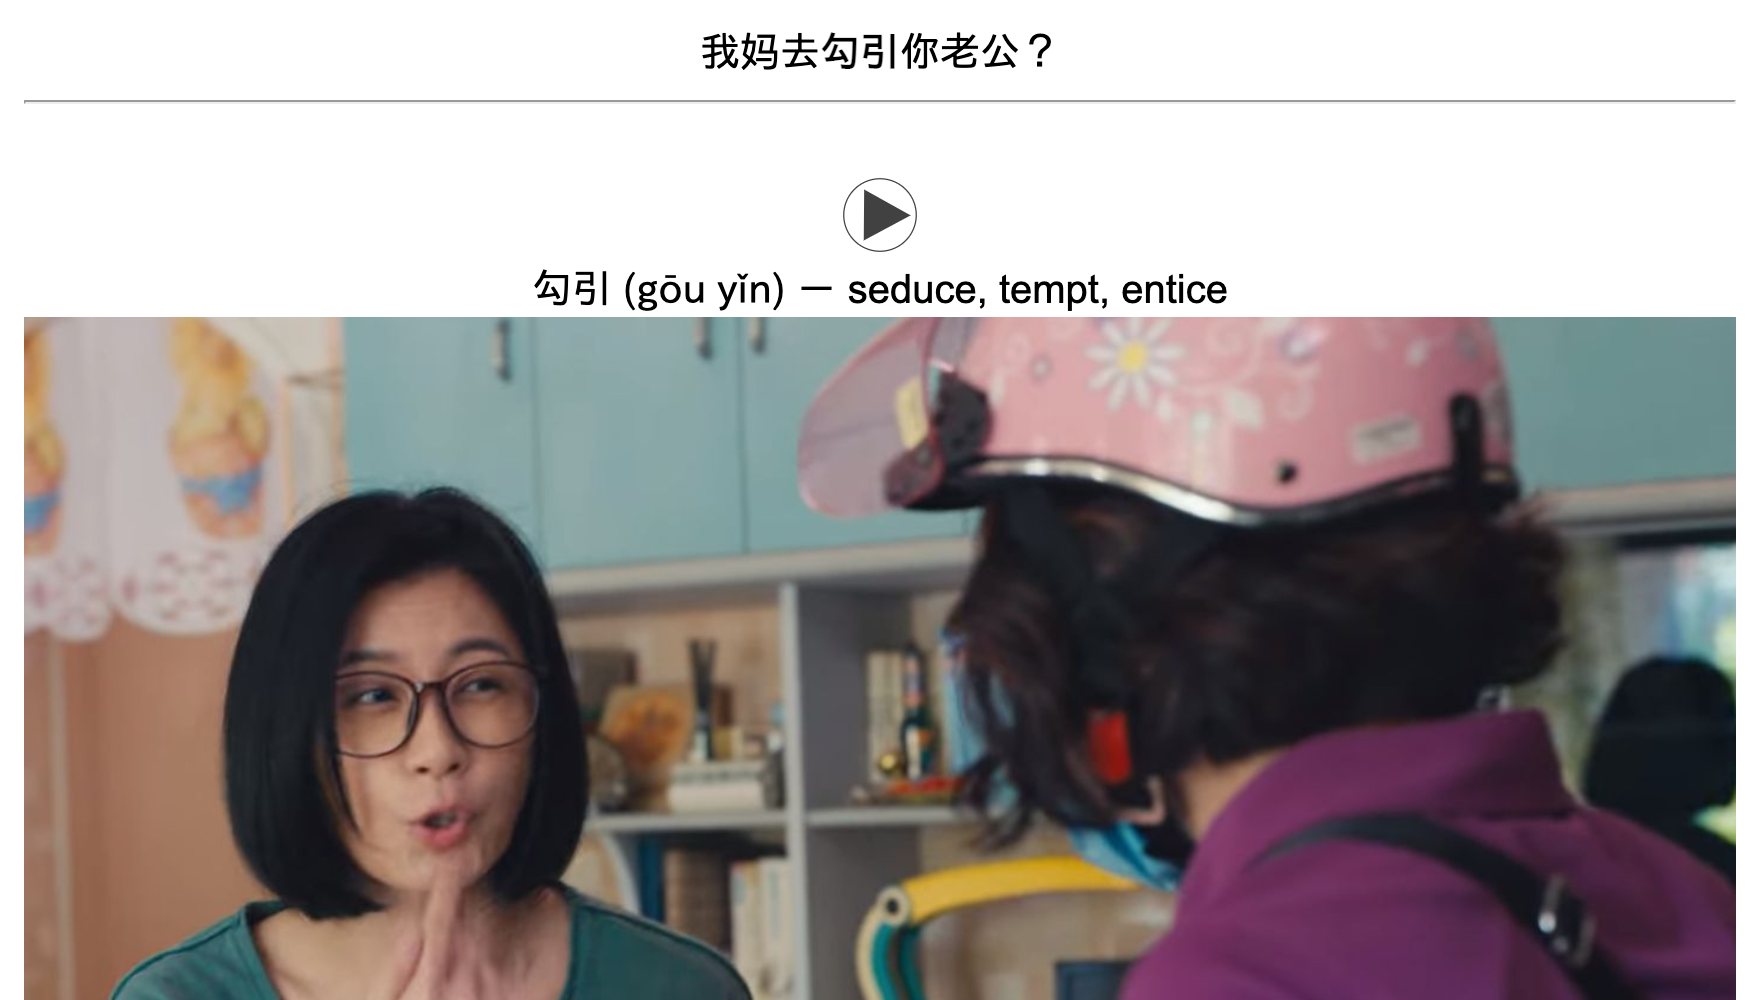 我妈去勾引你老公？
勾引 (gōu yǐn) － seduce, tempt, entice